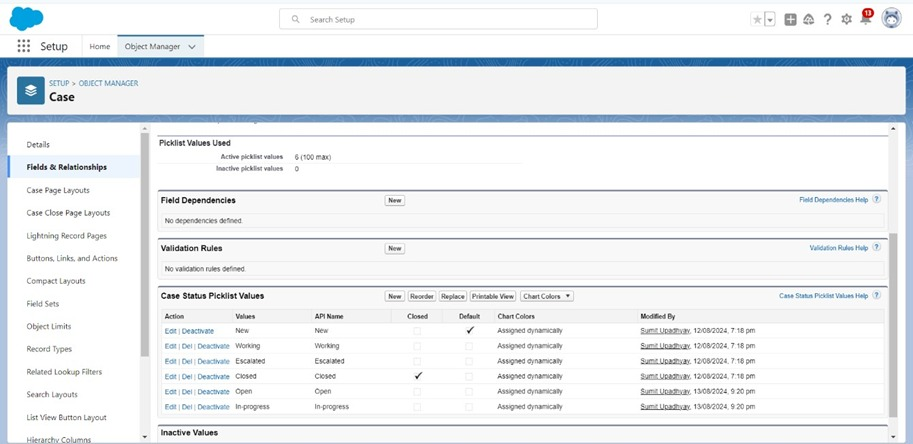 Search Setup
13
Setup Home Object Manager
SETUP > OBJECT MANAGER
Case
Details
Fields & Relationships
Case Page Layouts
Case Close Page Layouts
Lightning Record Pages
Buttons, Links, and Actions
Compact Layouts
Field Sets
Object Limits
Record Types
Related Lookup Filters
Search Layouts
List View Button Layout
Hierarchy Columns
Picklist Values Used
Active picklist values 6 (100 max)
Inactive picklist values 0
Field Dependencies New Field Dependencies Help ?
No dependencies defined.
Validation Rules New Validation Rules Help ?
No validation rules defined.
Case Status Picklist Values New Reorder Replace Printable View Chart Colors Case Status Picklist Values Help ?
Action Values API Name Closed Default Chart Colors Modified By
Edit | Deactivate New New Assigned dynamically Sumit Upadhyay, 12/08/2024, 7:18 pm
Edit | Del | Deactivate Working Working Assigned dynamically Sumit Upadhyay, 12/08/2024, 7:18 pm
Edit | Del | Deactivate Escalated Escalated Assigned dynamically Sumit Upadhyay, 12/08/2024, 7:18 pm
Edit | Del | Deactivate Closed Closed Assigned dynamically Sumit Upadhyay, 12/08/2024, 7:18 pm
Edit | Del | Deactivate Open Open Assigned dynamically Sumit Upadhyay, 13/08/2024, 9:20 pm
Edit | Del | Deactivate In-progress In-progress Assigned dynamically Sumit Upadhyay, 13/08/2024, 9:20 pm
Inactive Values